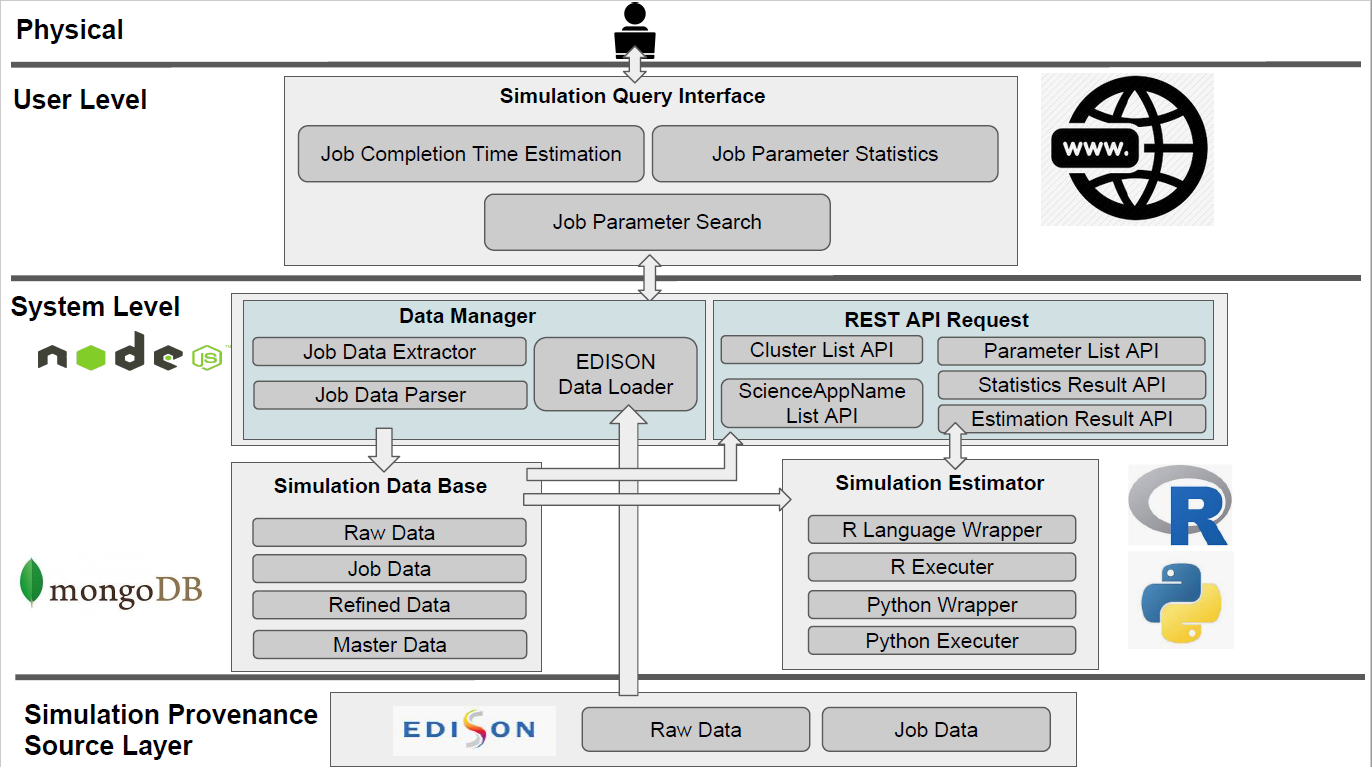 Physical
User Level
Simulation Query Interface
Job Completion Time Estimation
Job Parameter Statistics
Job Parameter Search
www.
System Level
node
JS
™
Data Manager
Job Data Extractor
Job Data Parser
EDISON
Data Loader
REST API Request
Cluster List API
ScienceAppName
List API
Parameter List API
Statistics Result API
Estimation Result API
Simulation Data Base
Raw Data
Job Data
Refined Data
Master Data
mongoDB
Simulation Estimator
R Language Wrapper
R Executer
Python Wrapper
Python Executer
R
Simulation Provenance
Source Layer
EDISON
Raw Data
Job Data